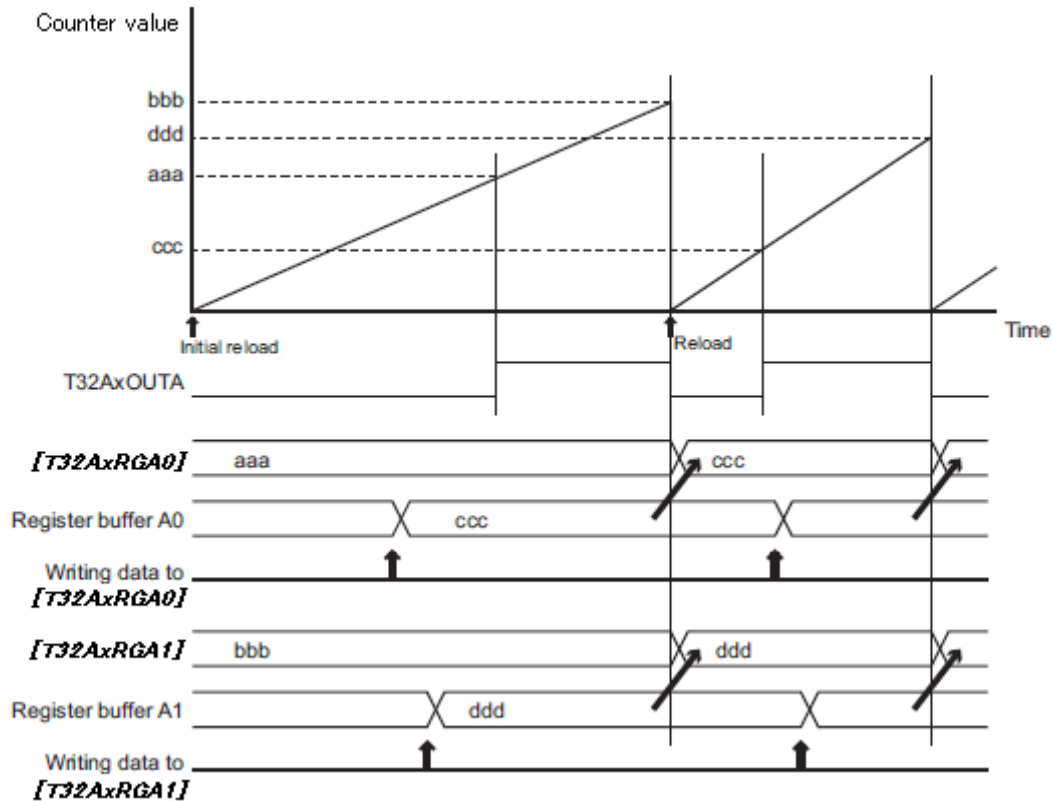 Counter value
bbb
ddd
aaa
ccc
Time
Initial reload
Reload
T32AxOUTA
[T32AxRGA0]
aaa
ccc
Register buffer A0
ccc
Writing data to
[T32AxRGA0]
[T32AxRGA1]
bbb
ddd
Register buffer A1
ddd
Writing data to
[T32AxRGA1]